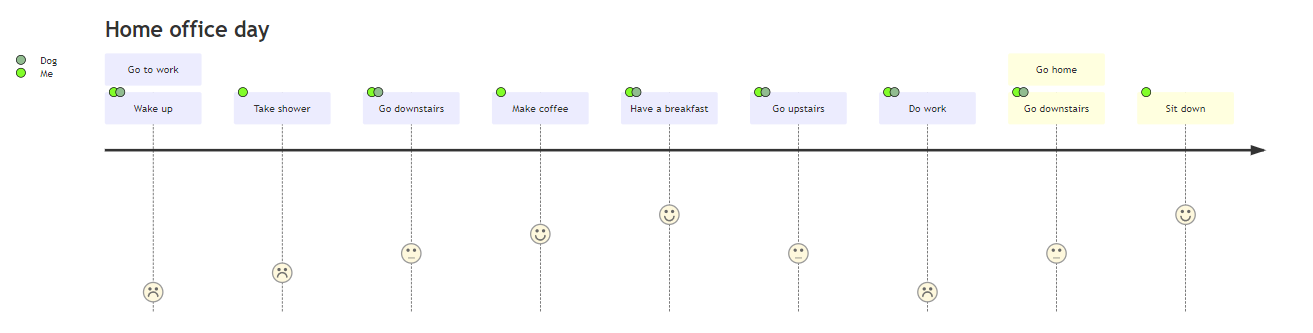 Home office day
Dog
Me
Go to work
Go home
Wake up
Take shower
Go downstairs
Make coffee
Have a breakfast
Go upstairs
Do work
Go downstairs
Sit down